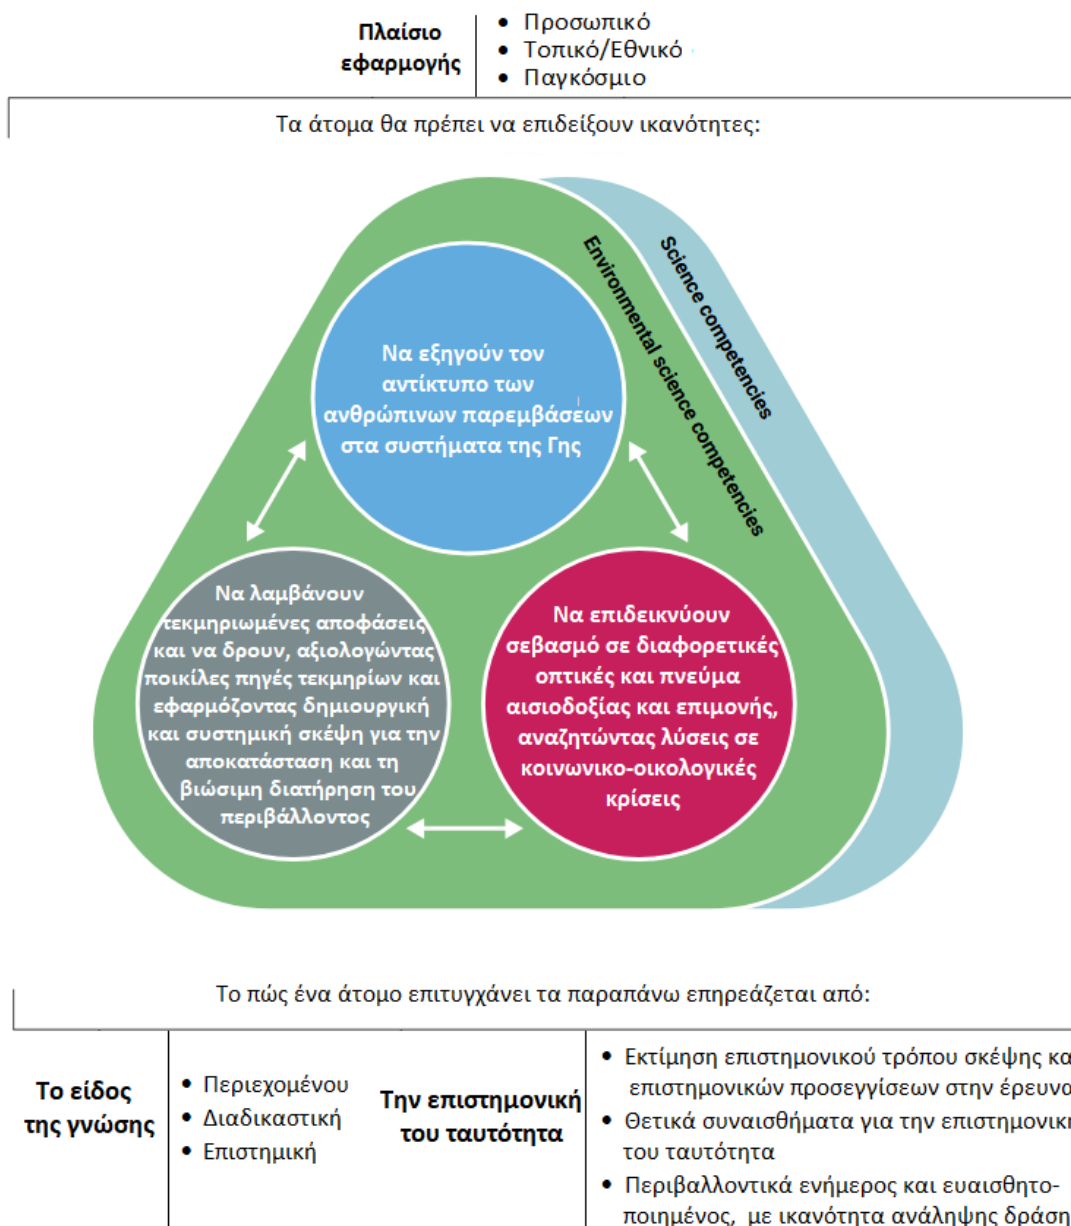 Πλαίσιο
εφαρμογής
• Προσωπικό
• Τοπικό/Εθνικό
• Παγκόσμιο
Τα άτομα θα πρέπει να επιδείξουν ικανότητες:
Science competencies
Environmental science competencies
Να εξηγούν τον
αντίκτυπο των
ανθρώπινων παρεμβάσεων
στα συστήματα της Γης
Να λαμβάνουν
τεκμηριωμένες αποφάσεις
και να δρουν, αξιολογώντας
ποικίλες πηγές τεκμηρίων και
εφαρμόζοντας δημιουργική
και συστημική σκέψη για την
αποκατάσταση και τη
βιώσιμη διατήρηση του
περιβάλλοντος
Να επιδεικνύουν
σεβασμό σε διαφορετικές
οπτικές και πνεύμα
αισιοδοξίας και επιμονής,
αναζητώντας λύσεις σε
κοινωνικο-οικολογικές
κρίσεις
Το πώς ένα άτομο επιτυγχάνει τα παραπάνω επηρεάζεται από:
Το είδος
της γνώσης
• Περιεχομένου
• Διαδικαστική
• Επιστημική
Την επιστημονική
του ταυτότητα
• Εκτίμηση επιστημονικού τρόπου σκέψης κα
επιστημονικών προσεγγίσεων στην έρευνα
• Θετικά συναισθήματα για την επιστημονική
του ταυτότητα
• Περιβαλλοντικά ενήμερος και ευαισθητο-
ποιημένος, με ικανότητα ανάληψης δράση